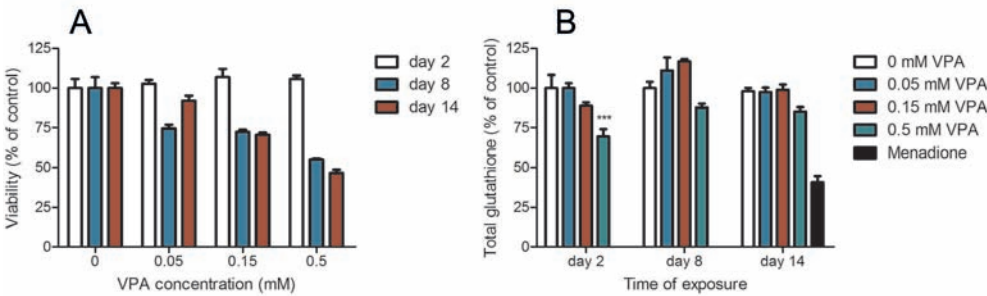 A
Viability (% of control)
125
100
75
50
25
0
0 0.05 0.15 0.5
VPA concentration (mM)
day 2
day 8
day 14
B
Total glutathione (% of control)
125
100
75
50
25
0
***
day 2 day 8 day 14
Time of exposure
0 mM VPA
0.05 mM VPA
0.15 mM VPA
0.5 mM VPA
Menadione